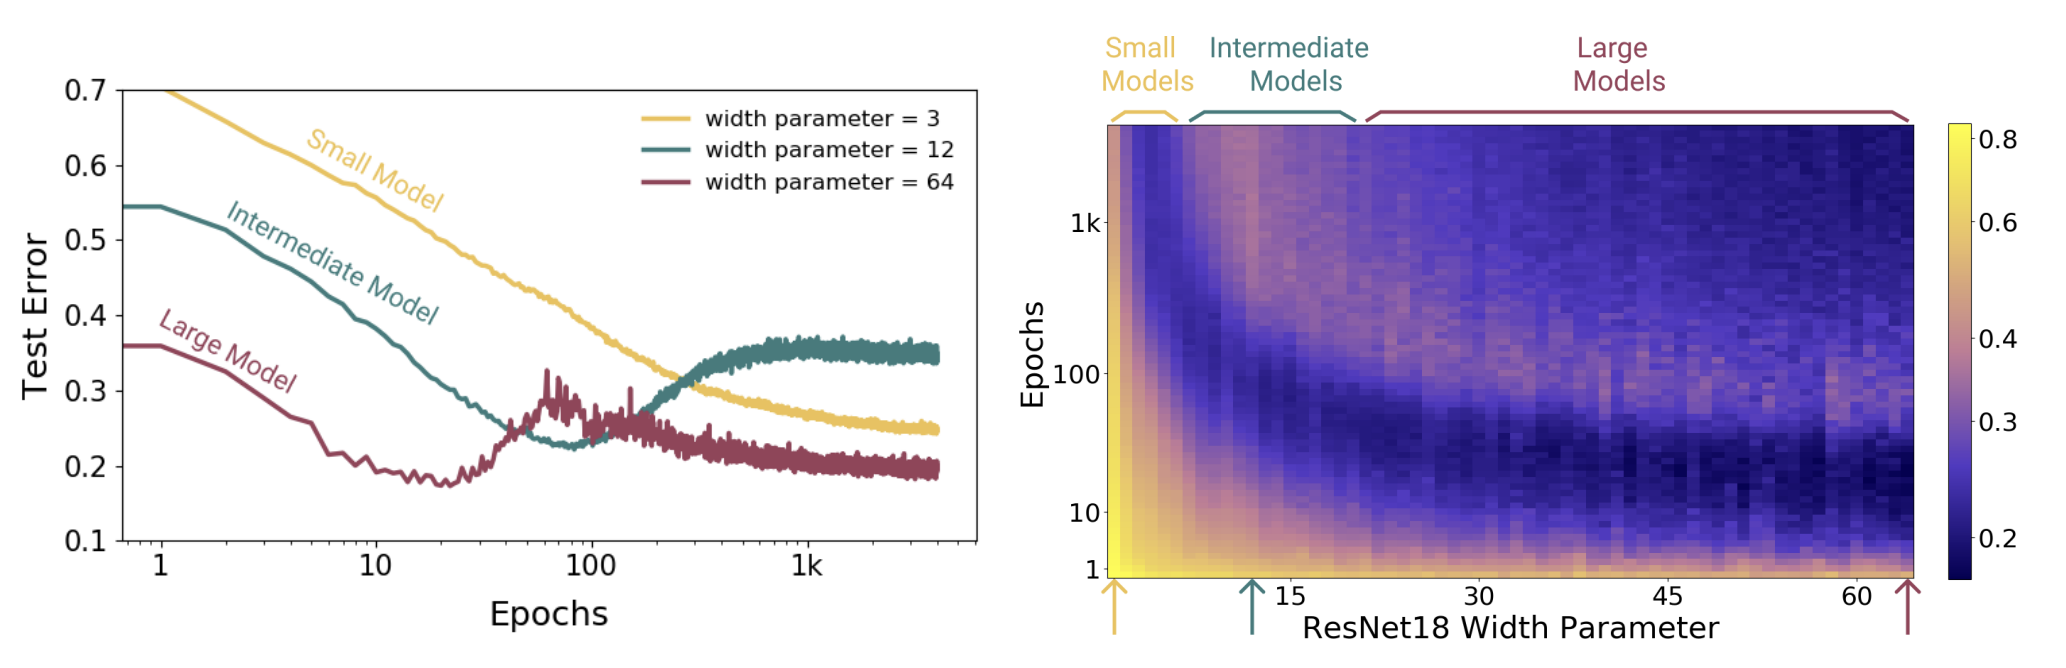 0.7
0.6
0.5
0.4
0.3
0.2
0.1
Test Error
1
10
100
1k
Epochs
Small Model
Intermediate Model
Large Model
width parameter = 3
width parameter = 12
width parameter = 64
Small
Models
Intermediate
Models
Large
Models
1k
100
10
1
Epochs
15
30
45
60
ResNet18 Width Parameter
0.8
0.6
0.4
0.3
0.2